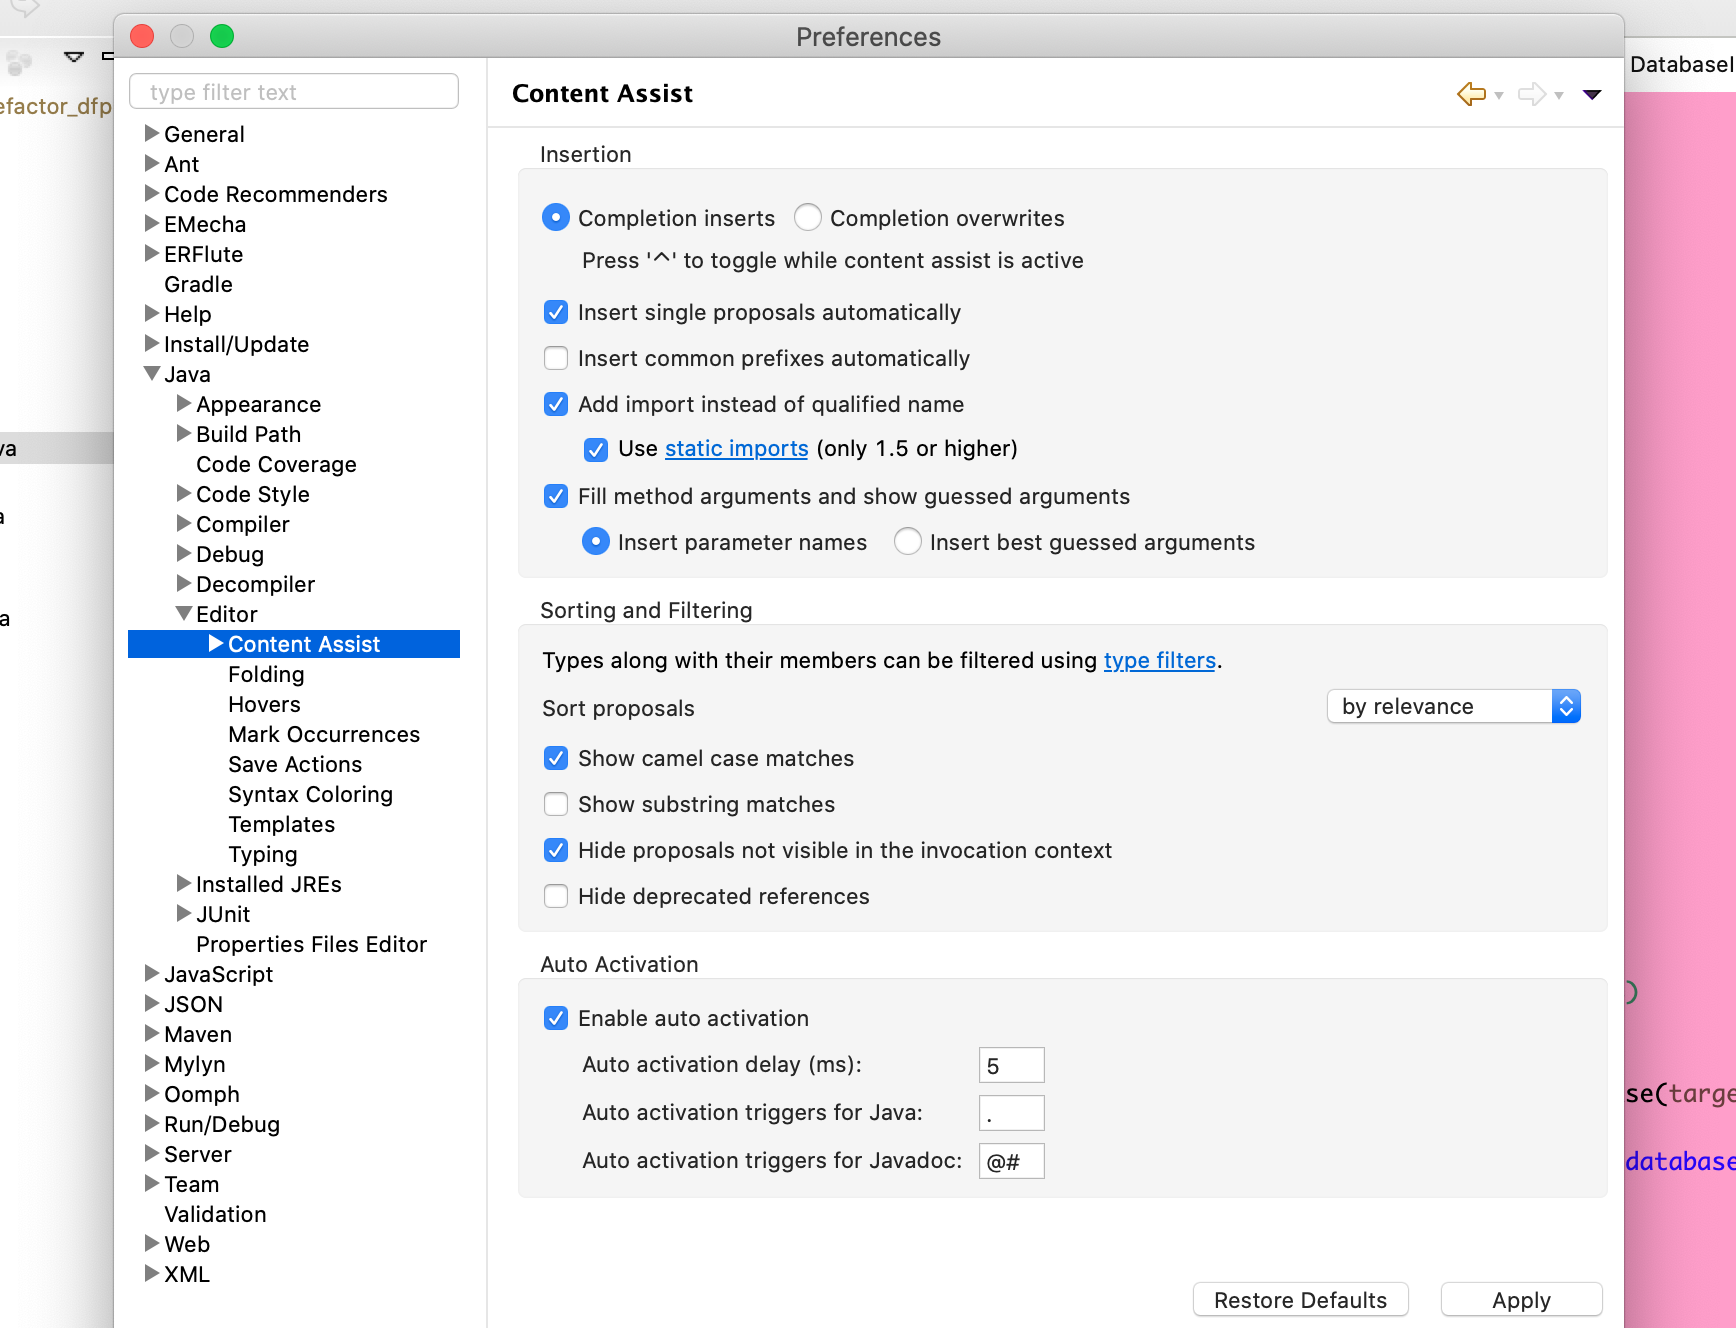 Preferences
DatabaseI
efactor_dfp
va
a
a
type filter text
General
Ant
Code Recommenders
EMecha
ERFlute
Gradle
Help
Install/Update
Java
Appearance
Build Path
Code Coverage
Code Style
Compiler
Debug
Decompiler
Editor
Content Assist
Folding
Hovers
Mark Occurrences
Save Actions
Syntax Coloring
Templates
Typing
Installed JREs
JUnit
Properties Files Editor
JavaScript
JSON
Maven
Mylyn
Oomph
Run/Debug
Server
Team
Validation
Web
XML
Content Assist
Insertion
Completion inserts Completion overwrites
Press '^' to toggle while content assist is active
Insert single proposals automatically
Insert common prefixes automatically
Add import instead of qualified name
Use static imports (only 1.5 or higher)
Fill method arguments and show guessed arguments
Insert parameter names Insert best guessed arguments
Sorting and Filtering
Types along with their members can be filtered using type filters.
Sort proposals by relevance
Show camel case matches
Show substring matches
Hide proposals not visible in the invocation context
Hide deprecated references
Auto Activation
Enable auto activation
Auto activation delay (ms): 5
Auto activation triggers for Java: .
Auto activation triggers for Javadoc: @#
Restore Defaults Apply
)
se(targe
database